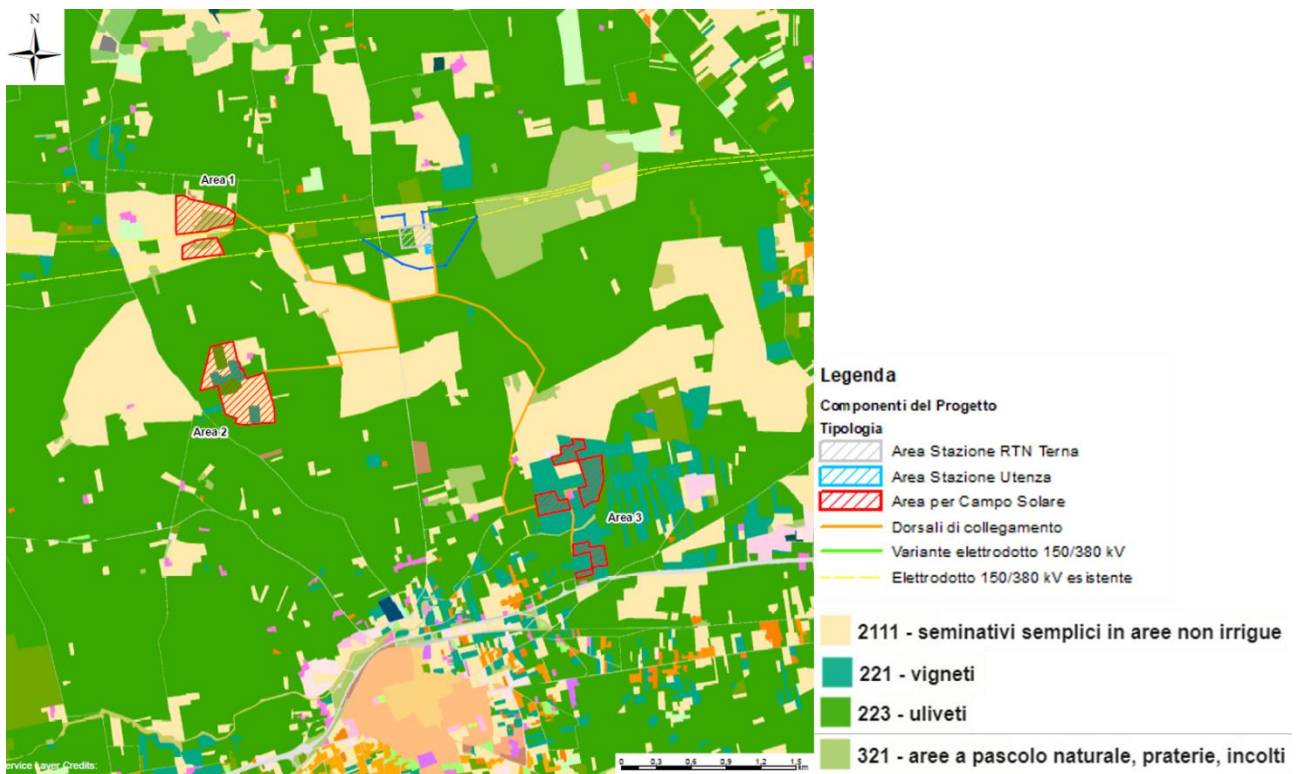 N
Area 1
Area 2
Area 3
ervice Layer Credits:
0 0,3 0,6 0,9 1,2 1,5
km
Legenda
Componenti del Progetto
Tipologia
Area Stazione RTN Terna
Area Stazione Utenza
Area per Campo Solare
Dorsali di collegamento
Variante elettrodotto 150/380 kV
Elettrodotto 150/380 kV esistente
2111 - seminativi semplici in aree non irrigue
221 - vigneti
223 - uliveti
321 - aree a pascolo naturale, praterie, incolti